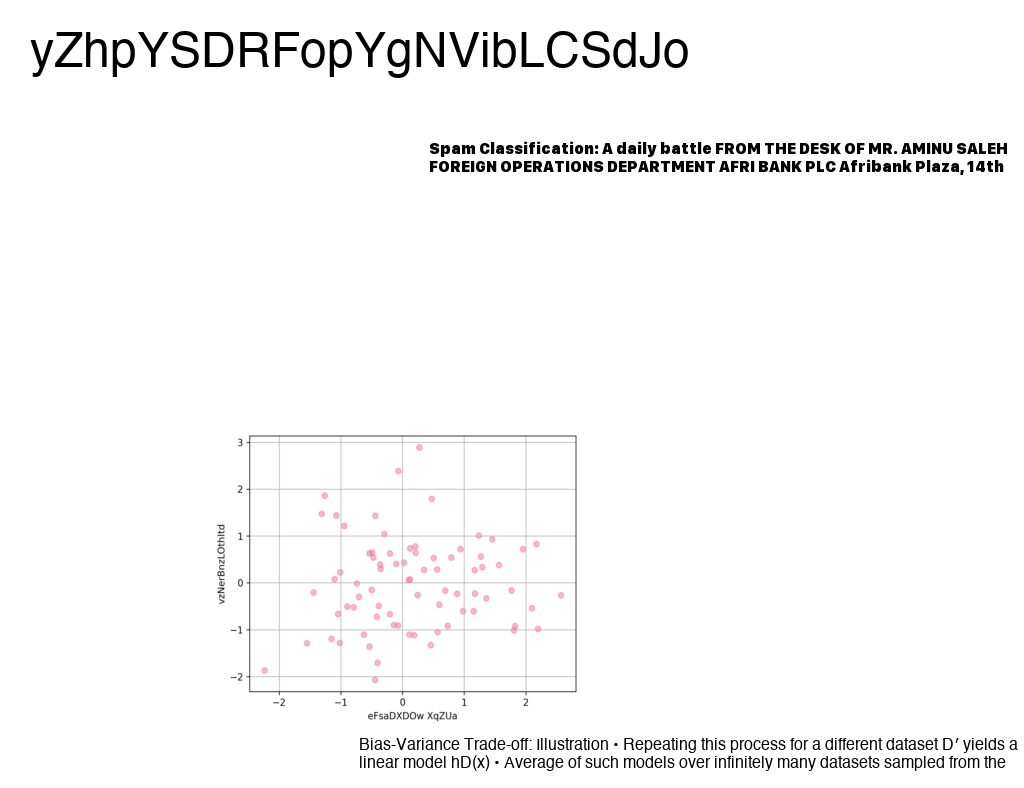 yZhpYSDRFopYgNVibLCSdJo
Spam Classification: A daily battle FROM THE DESK OF MR. AMINU SALEH
FOREIGN OPERATIONS DEPARTMENT AFRI BANK PLC Afribank Plaza, 14th
3
2
1
0
−1
−2
vzNerBnzLOthItd
−2 −1 0 1 2
eFsaDXDOw XqZUa
Bias-Variance Trade-off: Illustration • Repeating this process for a different dataset D′ yields a
linear model hD(x) • Average of such models over infinitely many datasets sampled from the